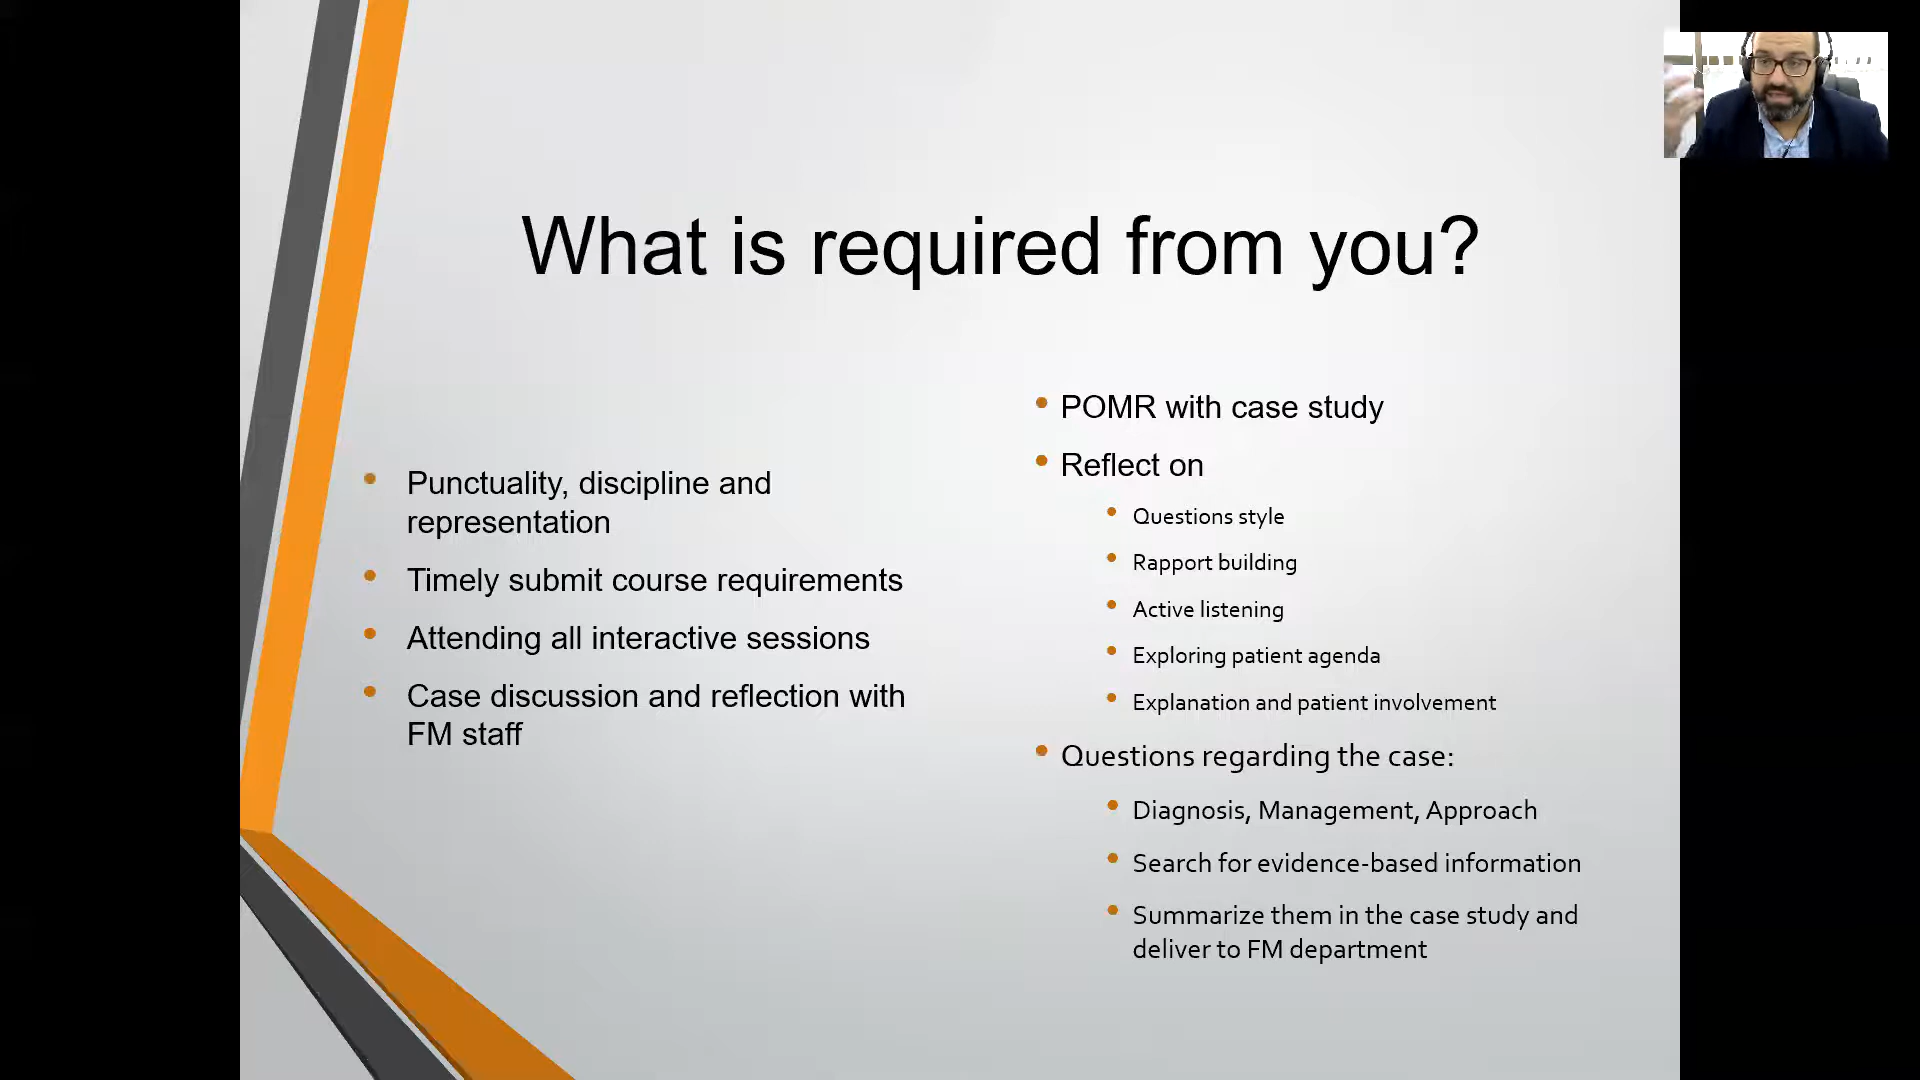 What is required from you?
Punctuality, discipline and
representation
Timely submit course requirements
Attending all interactive sessions
Case discussion and reflection with
FM staff
POMR with case study
Reflect on
Questions style
Rapport building
Active listening
Exploring patient agenda
Explanation and patient involvement
Questions regarding the case:
Diagnosis, Management, Approach
Search for evidence-based information
Summarize them in the case study and
deliver to FM department